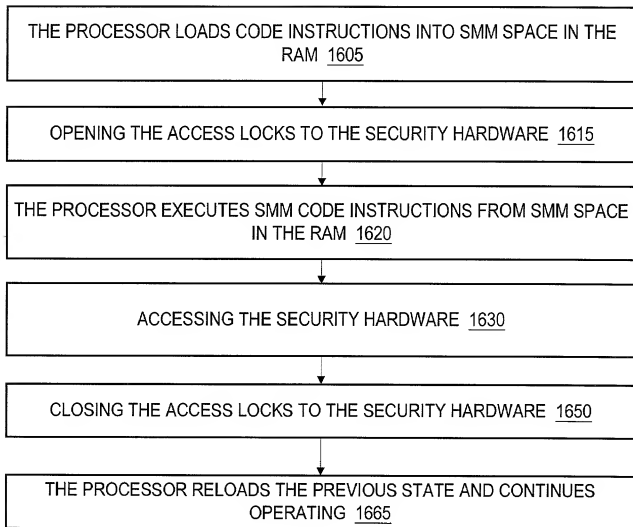 THE PROCESSOR LOADS CODE INSTRUCTIONS INTO SMM SPACE IN THE
RAM 1605
OPENING THE ACCESS LOCKS TO THE SECURITY HARDWARE 1615
THE PROCESSOR EXECUTES SMM CODE INSTRUCTIONS FROM SMM SPACE
IN THE RAM 1620
ACCESSING THE SECURITY HARDWARE 1630
CLOSING THE ACCESS LOCKS TO THE SECURITY HARDWARE 1650
THE PROCESSOR RELOADS THE PREVIOUS STATE AND CONTINUES
OPERATING 1665